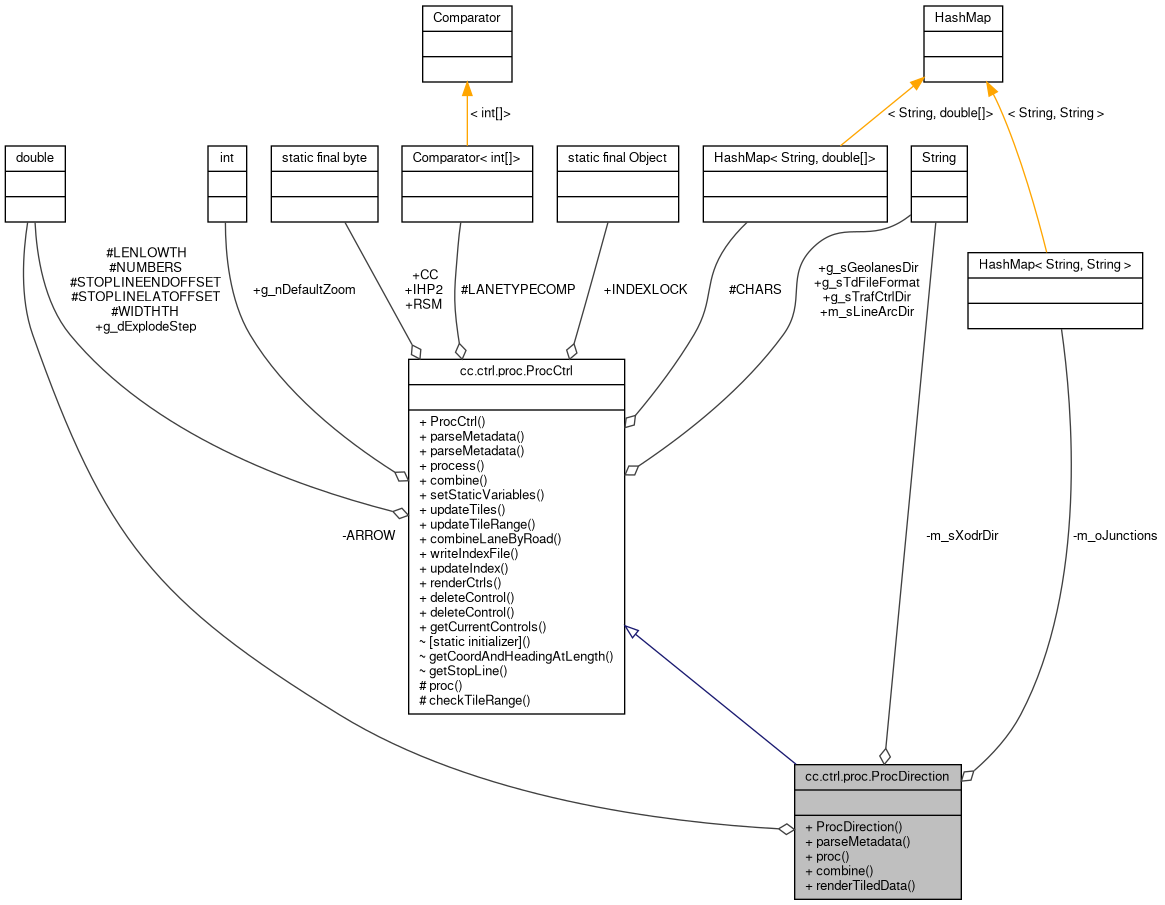 Comparator
HashMap
< int[]>
< String, double[]>
< String, String >
double
int
static final byte
Comparator< int[]>
static final Object
HashMap< String, double[]>
String
HashMap< String, String >
#LENLOWTH
#NUMBERS
#STOPLINEENDOFFSET
#STOPLINELATOFFSET
#WIDTHTH
+g_dExplodeStep
+g_nDefaultZoom
+CC
+IHP2
+RSM
#LANETYPECOMP
+INDEXLOCK
#CHARS
+g_sGeolanesDir
+g_sTdFileFormat
+g_sTrafCtrlDir
+m_sLineArcDir
cc.ctrl.proc.ProcCtrl
+ ProcCtrl()
+ parseMetadata()
+ parseMetadata()
+ process()
+ combine()
+ setStaticVariables()
+ updateTiles()
+ updateTileRange()
+ combineLaneByRoad()
+ writeIndexFile()
+ updateIndex()
+ renderCtrls()
+ deleteControl()
+ deleteControl()
+ getCurrentControls()
~ [static initializer]()
~ getCoordAndHeadingAtLength()
~ getStopLine()
# proc()
# checkTileRange()
-ARROW
-m_sXodrDir
-m_oJunctions
cc.ctrl.proc.ProcDirection
+ ProcDirection()
+ parseMetadata()
+ proc()
+ combine()
+ renderTiledData()